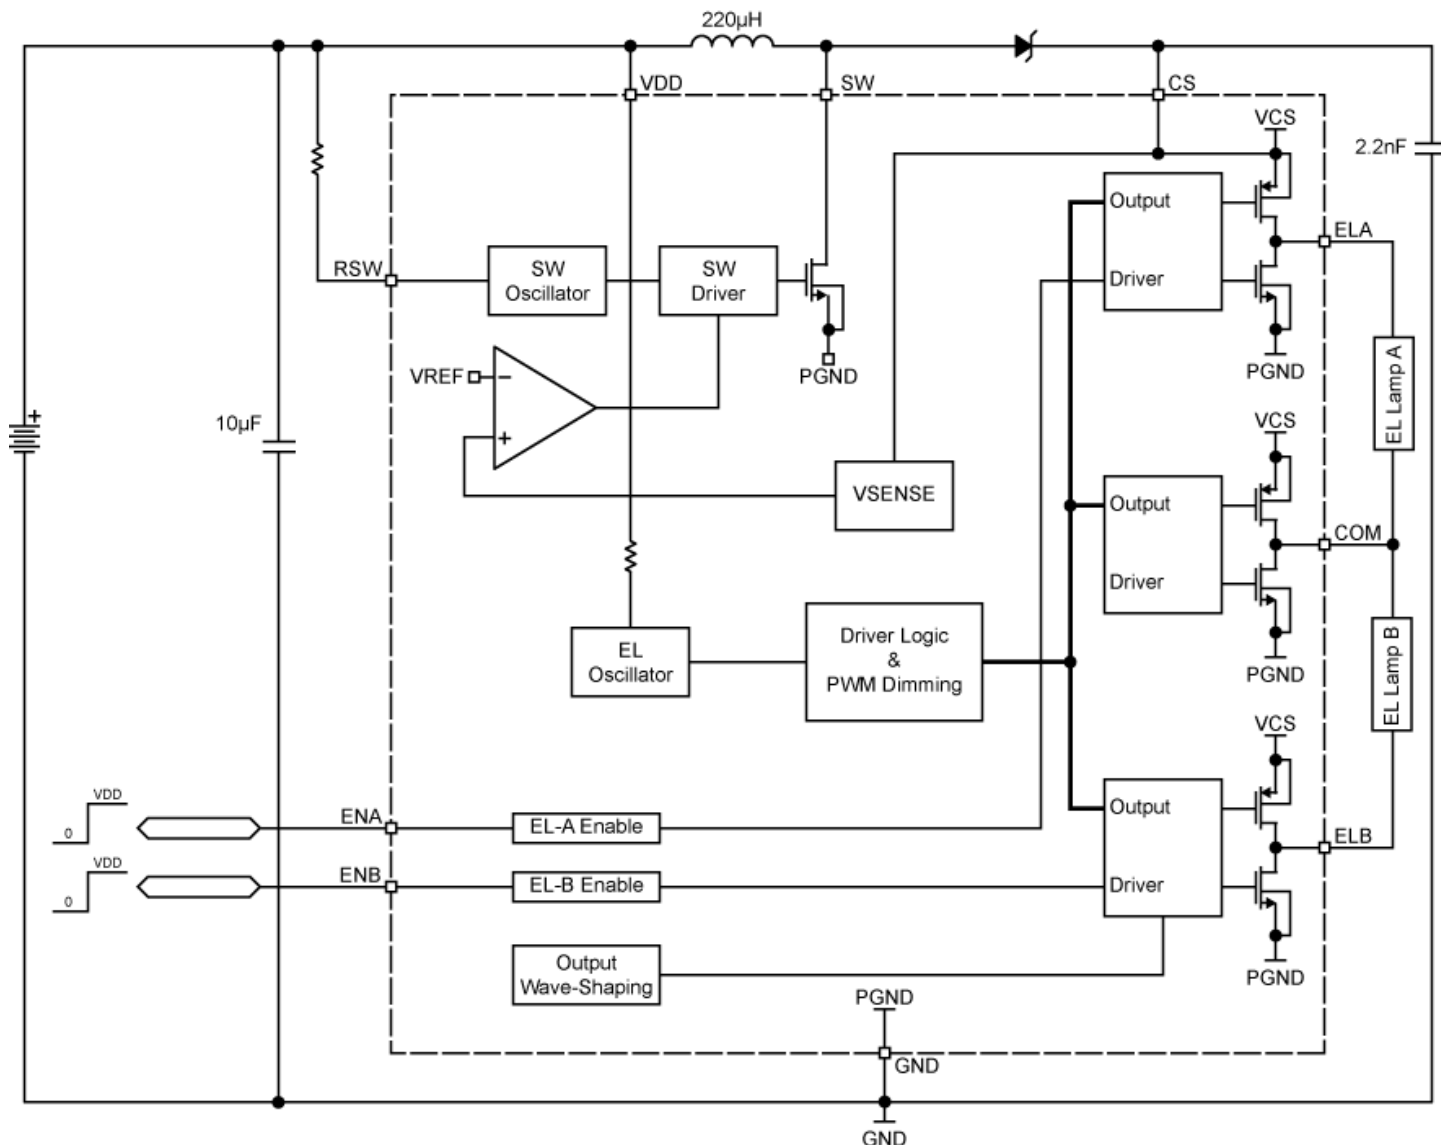 220µH
VDD
SW
CS
VCS
2.2nF
Output
ELA
RSW
SW
Oscillator
SW
Driver
Driver
VREF
−
+
PGND
PGND
EL Lamp A
+
10µF
VCS
VSENSE
Output
COM
Driver
EL
Oscillator
Driver Logic
&
PWM Dimming
PGND
EL Lamp B
VCS
VDD
0
ENA
EL-A Enable
Output
ELB
VDD
0
ENB
EL-B Enable
Driver
Output
Wave-Shaping
PGND
PGND
GND
GND